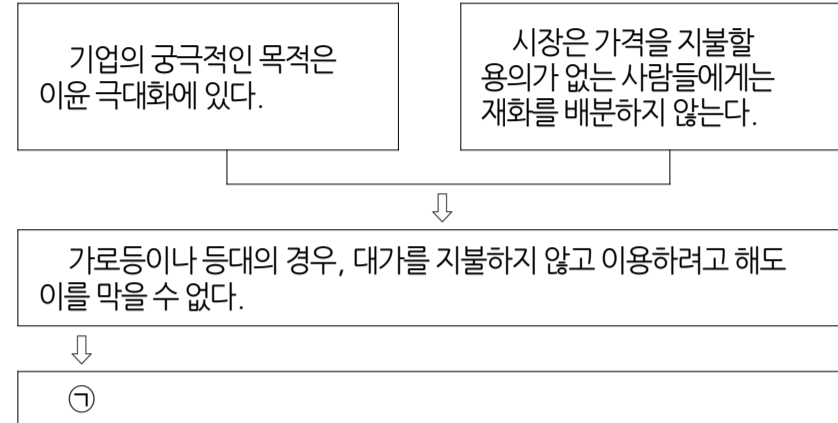 기업의 궁극적인 목적은
이윤 극대화에 있다.
시장은 가격을 지불할
용의가 없는 사람들에게는
재화를 배분하지 않는다.
⇩
가로등이나 등대의 경우, 대가를 지불하지 않고 이용하려고 해도
이를 막을 수 없다.
⇩
㉠